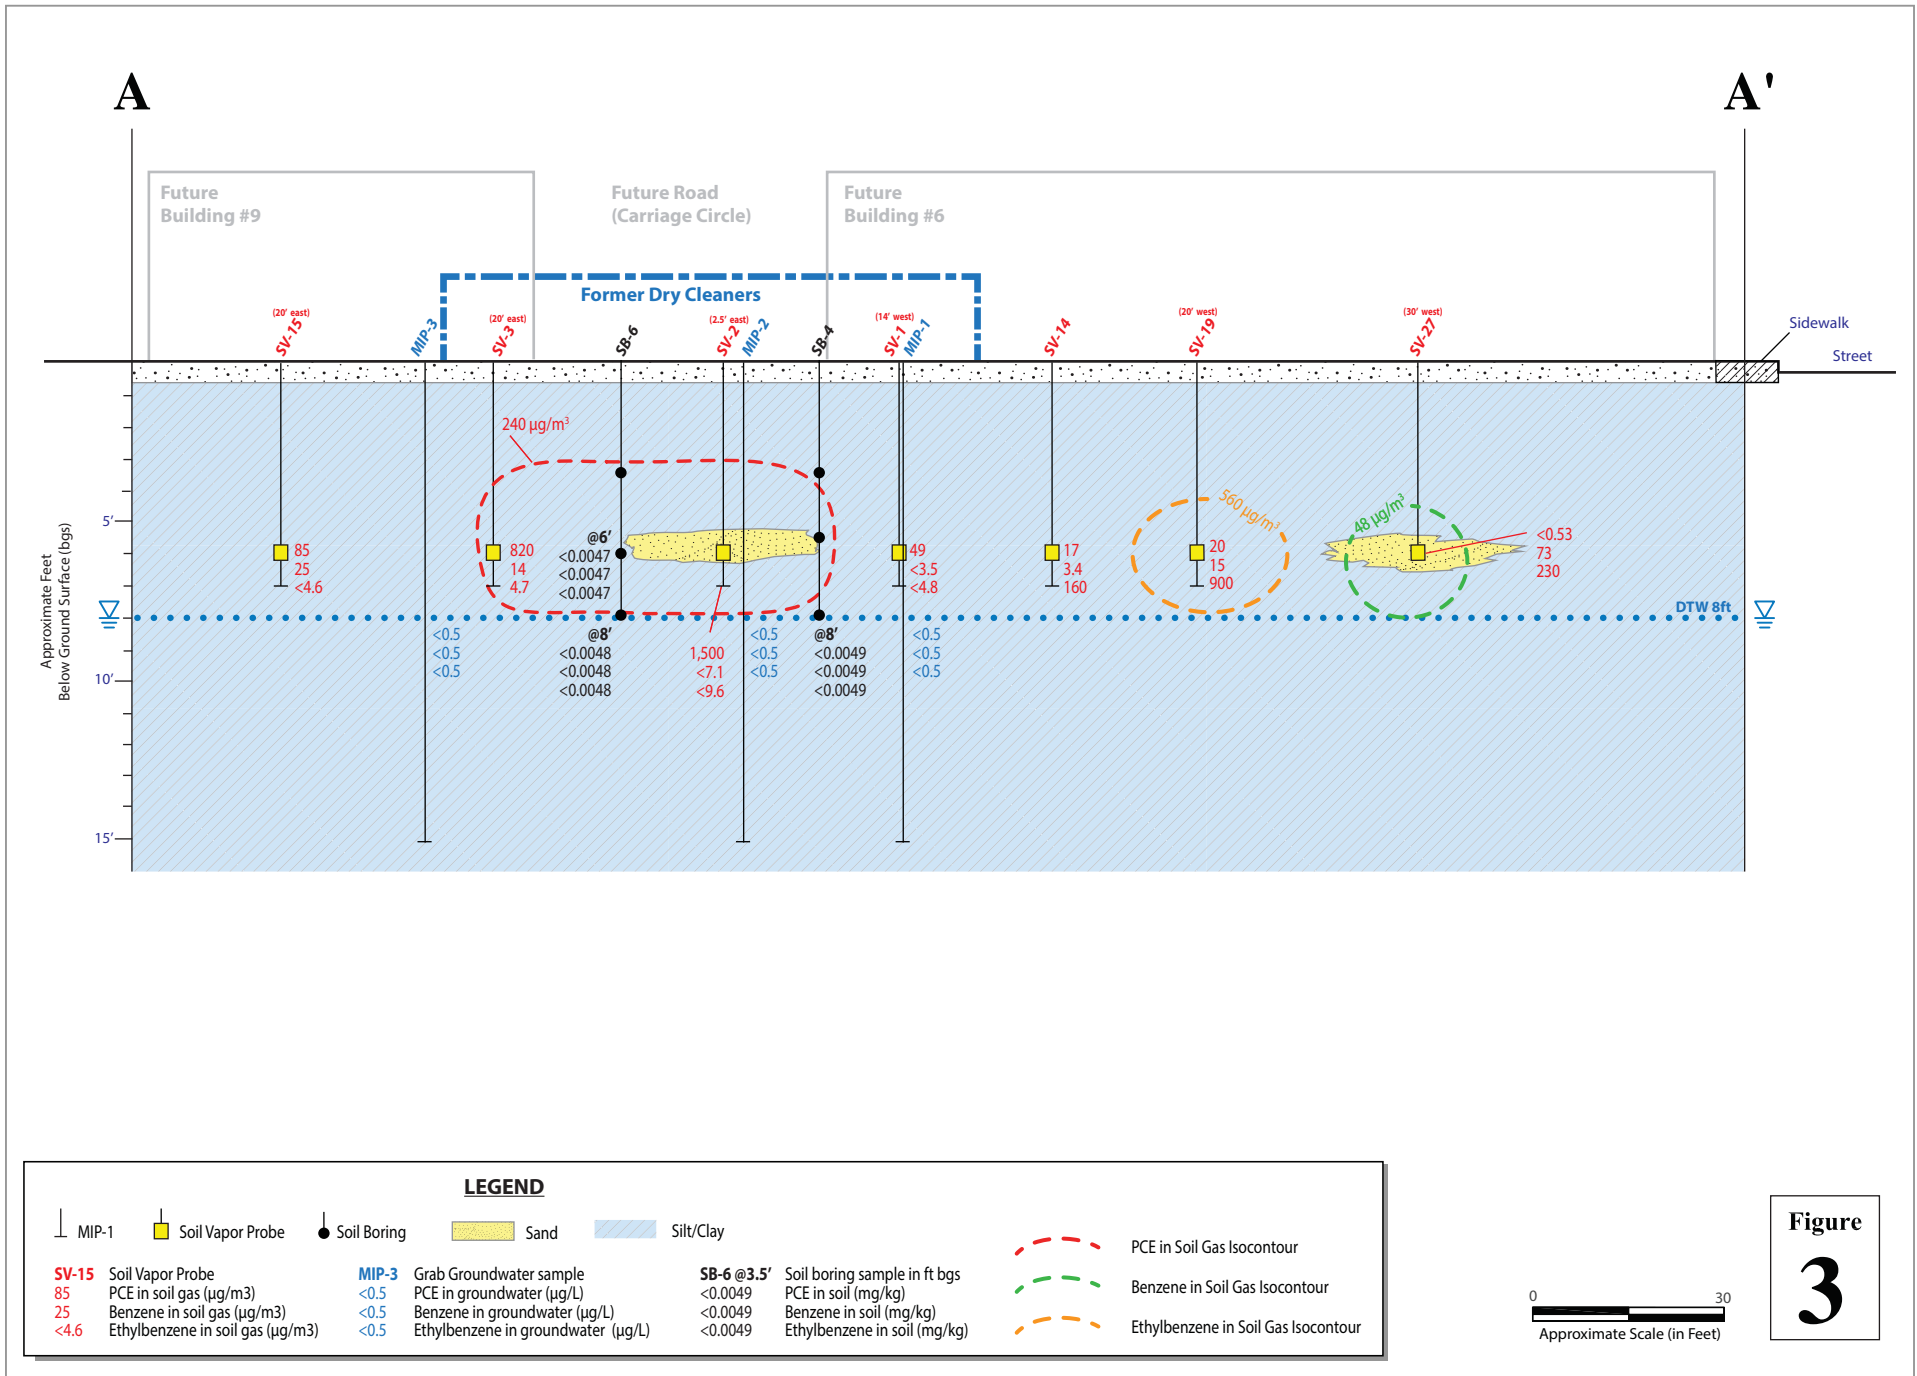 A
A'
Future
Building #9
Future Road
(Carriage Circle)
Future
Building #6
Former Dry Cleaners
(20' east)
SV-15
MIP-3
(20' east)
SV-3
SB-6
(2.5' east)
SV-2
MIP-2
SB-4
(14' west)
SV-1
MIP-1
SV-14
(20' west)
SV-19
(30' west)
SV-27
Sidewalk
Street
240 µg/m³
560 µg/m³
48 µg/m³
Approximate Feet
Below Ground Surface (bgs)
5'
10'
15'
85
25
<4.6
820
14
4.7
@6'
<0.0047
<0.0047
<0.0047
49
<3.5
<4.8
17
3.4
160
20
15
900
<0.53
73
230
DTW 8ft
<0.5
<0.5
<0.5
@8'
<0.0048
<0.0048
<0.0048
1,500
<7.1
<9.6
<0.5
<0.5
<0.5
@8'
<0.0049
<0.0049
<0.0049
<0.5
<0.5
<0.5
LEGEND
MIP-1
Soil Vapor Probe
Soil Boring
Sand
Silt/Clay
SV-15 Soil Vapor Probe
85 PCE in soil gas (µg/m3)
25 Benzene in soil gas (µg/m3)
<4.6 Ethylbenzene in soil gas (µg/m3)
MIP-3 Grab Groundwater sample
<0.5 PCE in groundwater (µg/L)
<0.5 Benzene in groundwater (µg/L)
<0.5 Ethylbenzene in groundwater (µg/L)
SB-6 @3.5' Soil boring sample in ft bgs
<0.0049 PCE in soil (mg/kg)
<0.0049 Benzene in soil (mg/kg)
<0.0049 Ethylbenzene in soil (mg/kg)
PCE in Soil Gas Isocontour
Benzene in Soil Gas Isocontour
Ethylbenzene in Soil Gas Isocontour
0 30
Approximate Scale (in Feet)
Figure
3